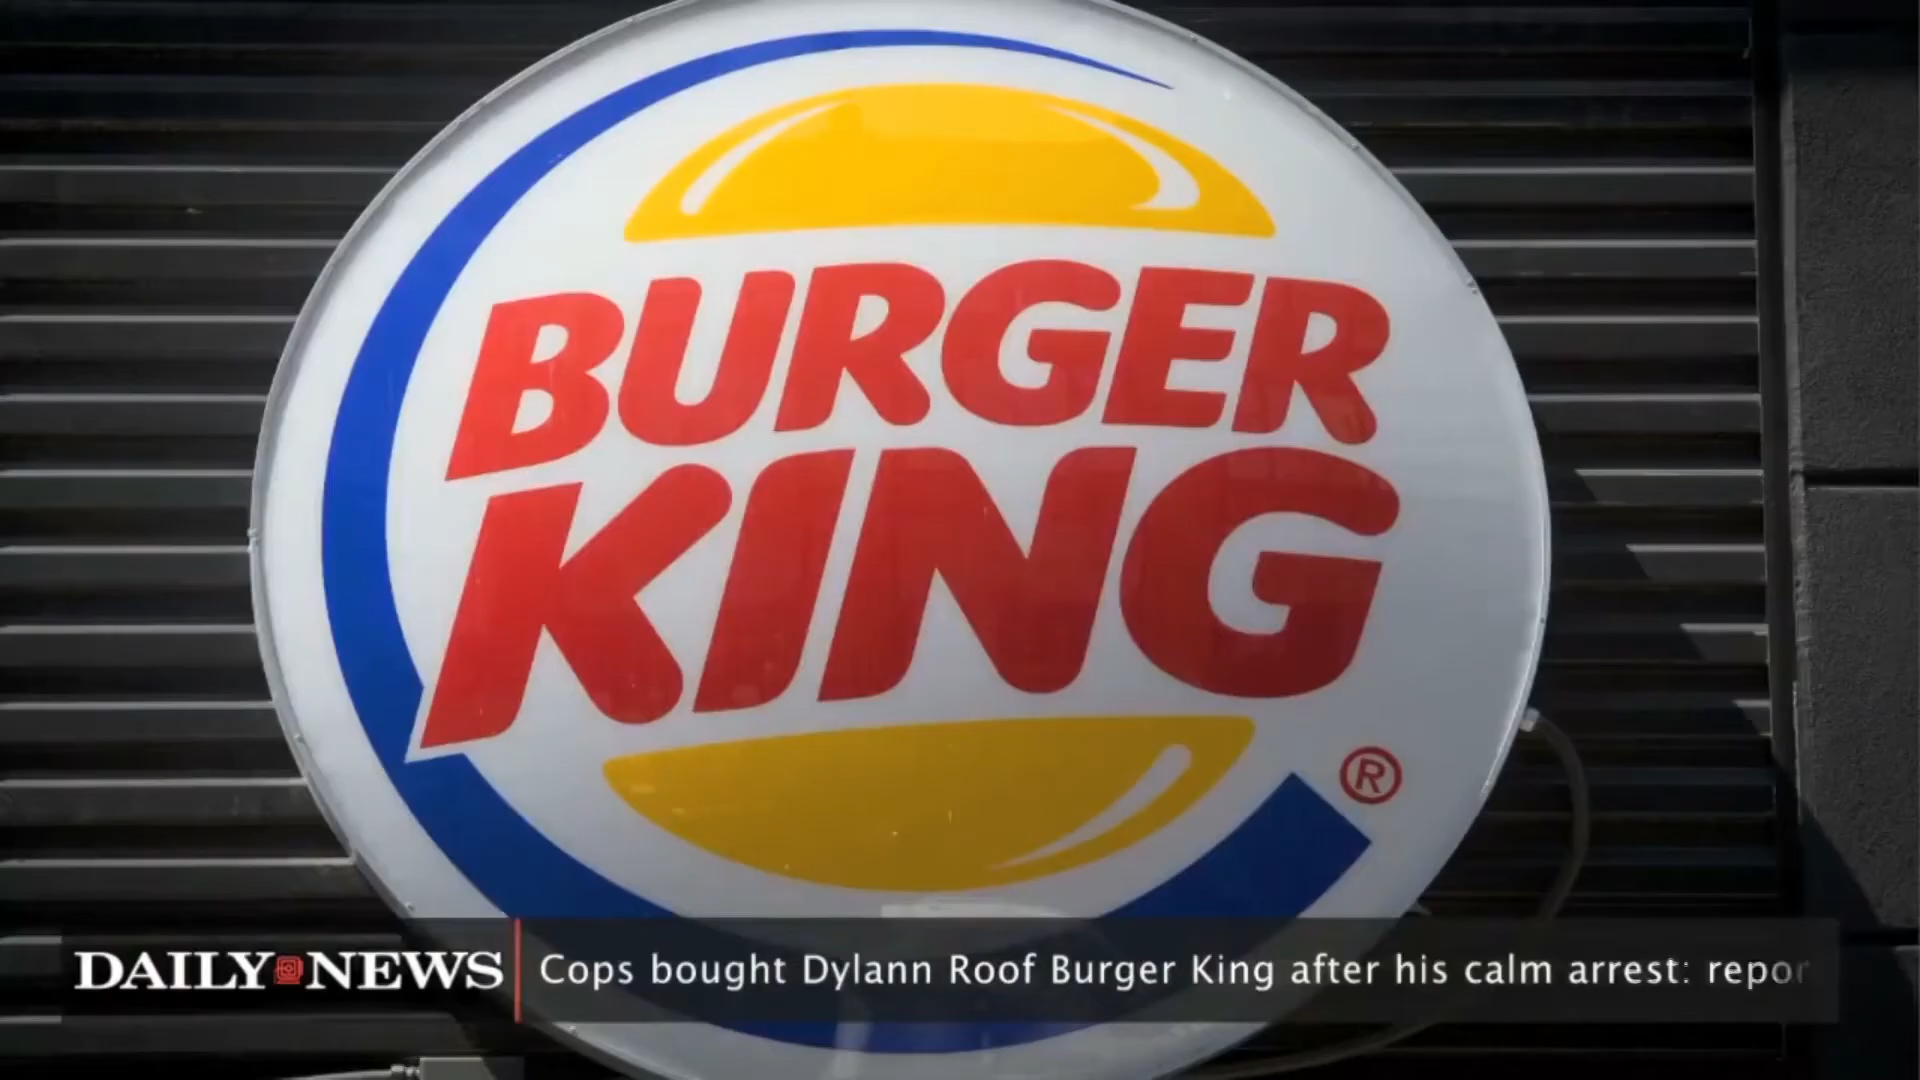 BURGER
KING
®
DAILY NEWS
Cops bought Dylann Roof Burger King after his calm arrest: repor